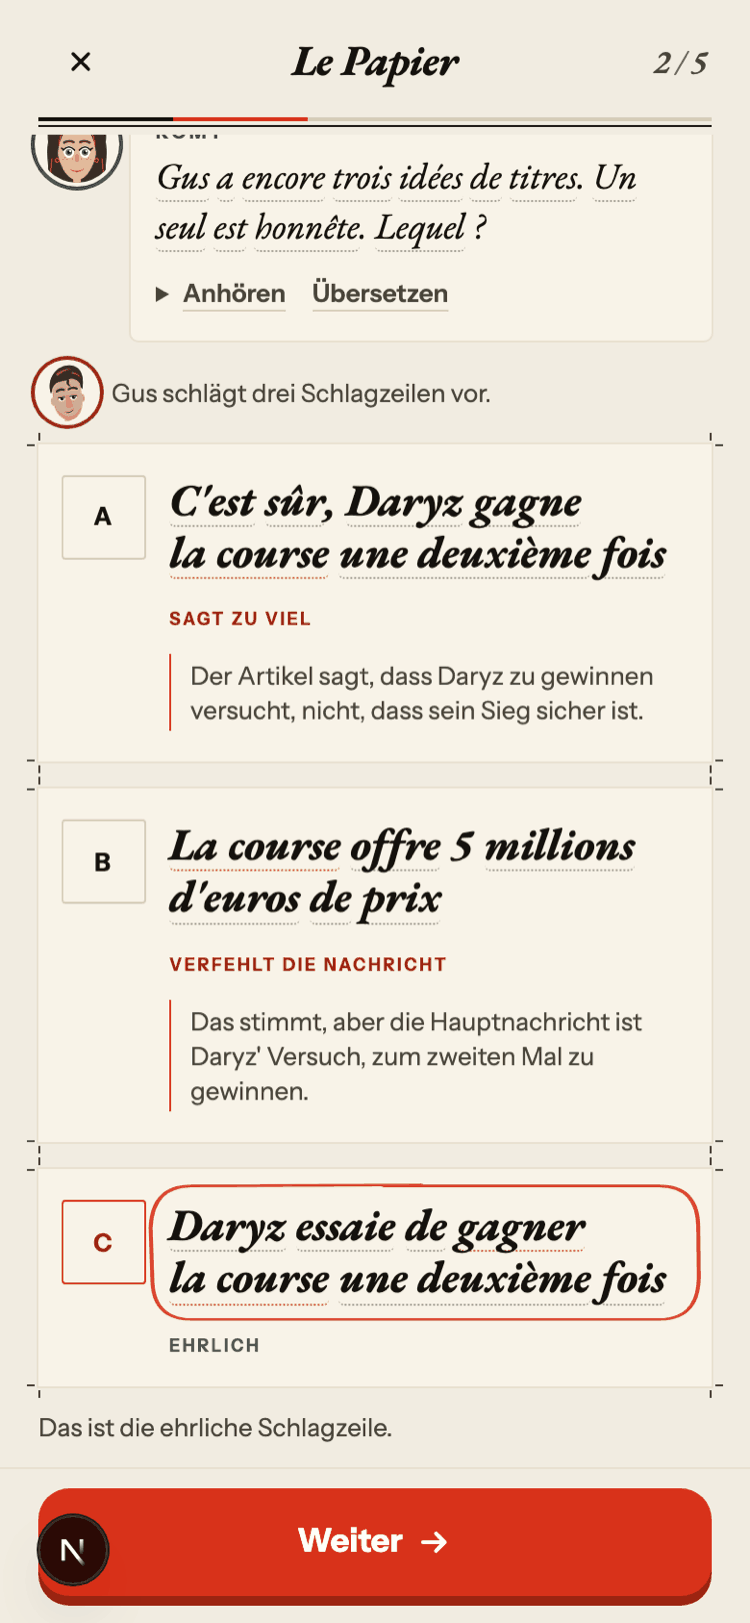 Le Papier
2/5
Gus a encore trois idées de titres. Un
seul est honnête. Lequel ?
Anhören Übersetzen
Gus schlägt drei Schlagzeilen vor.
A
C'est sûr, Daryz gagne
la course une deuxième fois
SAGT ZU VIEL
Der Artikel sagt, dass Daryz zu gewinnen
versucht, nicht, dass sein Sieg sicher ist.
B
La course offre 5 millions
d'euros de prix
VERFEHLT DIE NACHRICHT
Das stimmt, aber die Hauptnachricht ist
Daryz' Versuch, zum zweiten Mal zu
gewinnen.
C
Daryz essaie de gagner
la course une deuxième fois
EHRLICH
Das ist die ehrliche Schlagzeile.
Weiter →
N